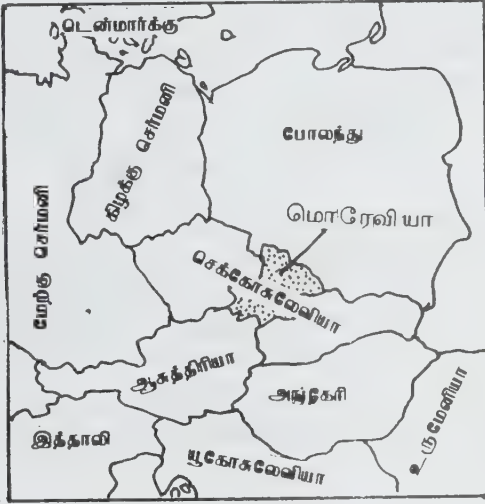 டென்மார்க்கு
கிழக்கு செர்மனி
போலந்து
மேற்கு செர்மனி
மொரேவியா
செக்கோசுலேவியா
ஆசுத்திரியா
அங்கேரி
உருமேனியா
இத்தாலி
யூகோசுலேவியா